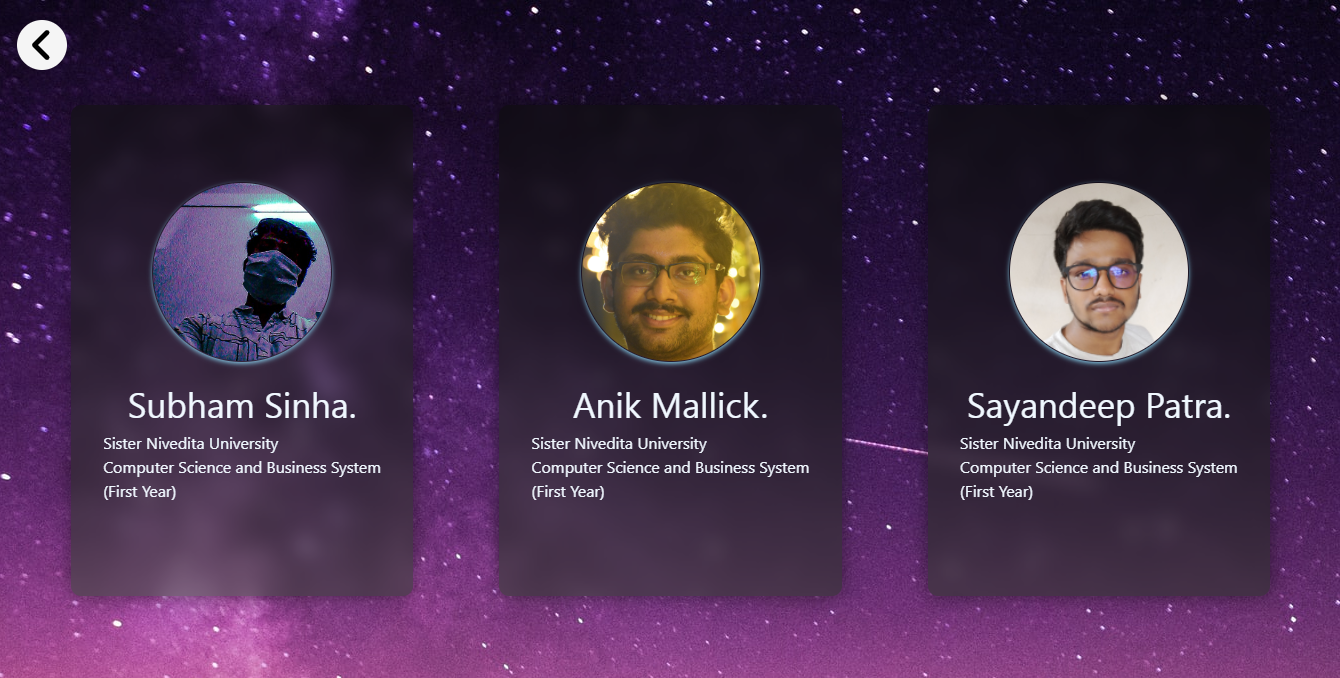 Subham Sinha.
Sister Nivedita University
Computer Science and Business System
(First Year)
Anik Mallick.
Sister Nivedita University
Computer Science and Business System
(First Year)
Sayandeep Patra.
Sister Nivedita University
Computer Science and Business System
(First Year)